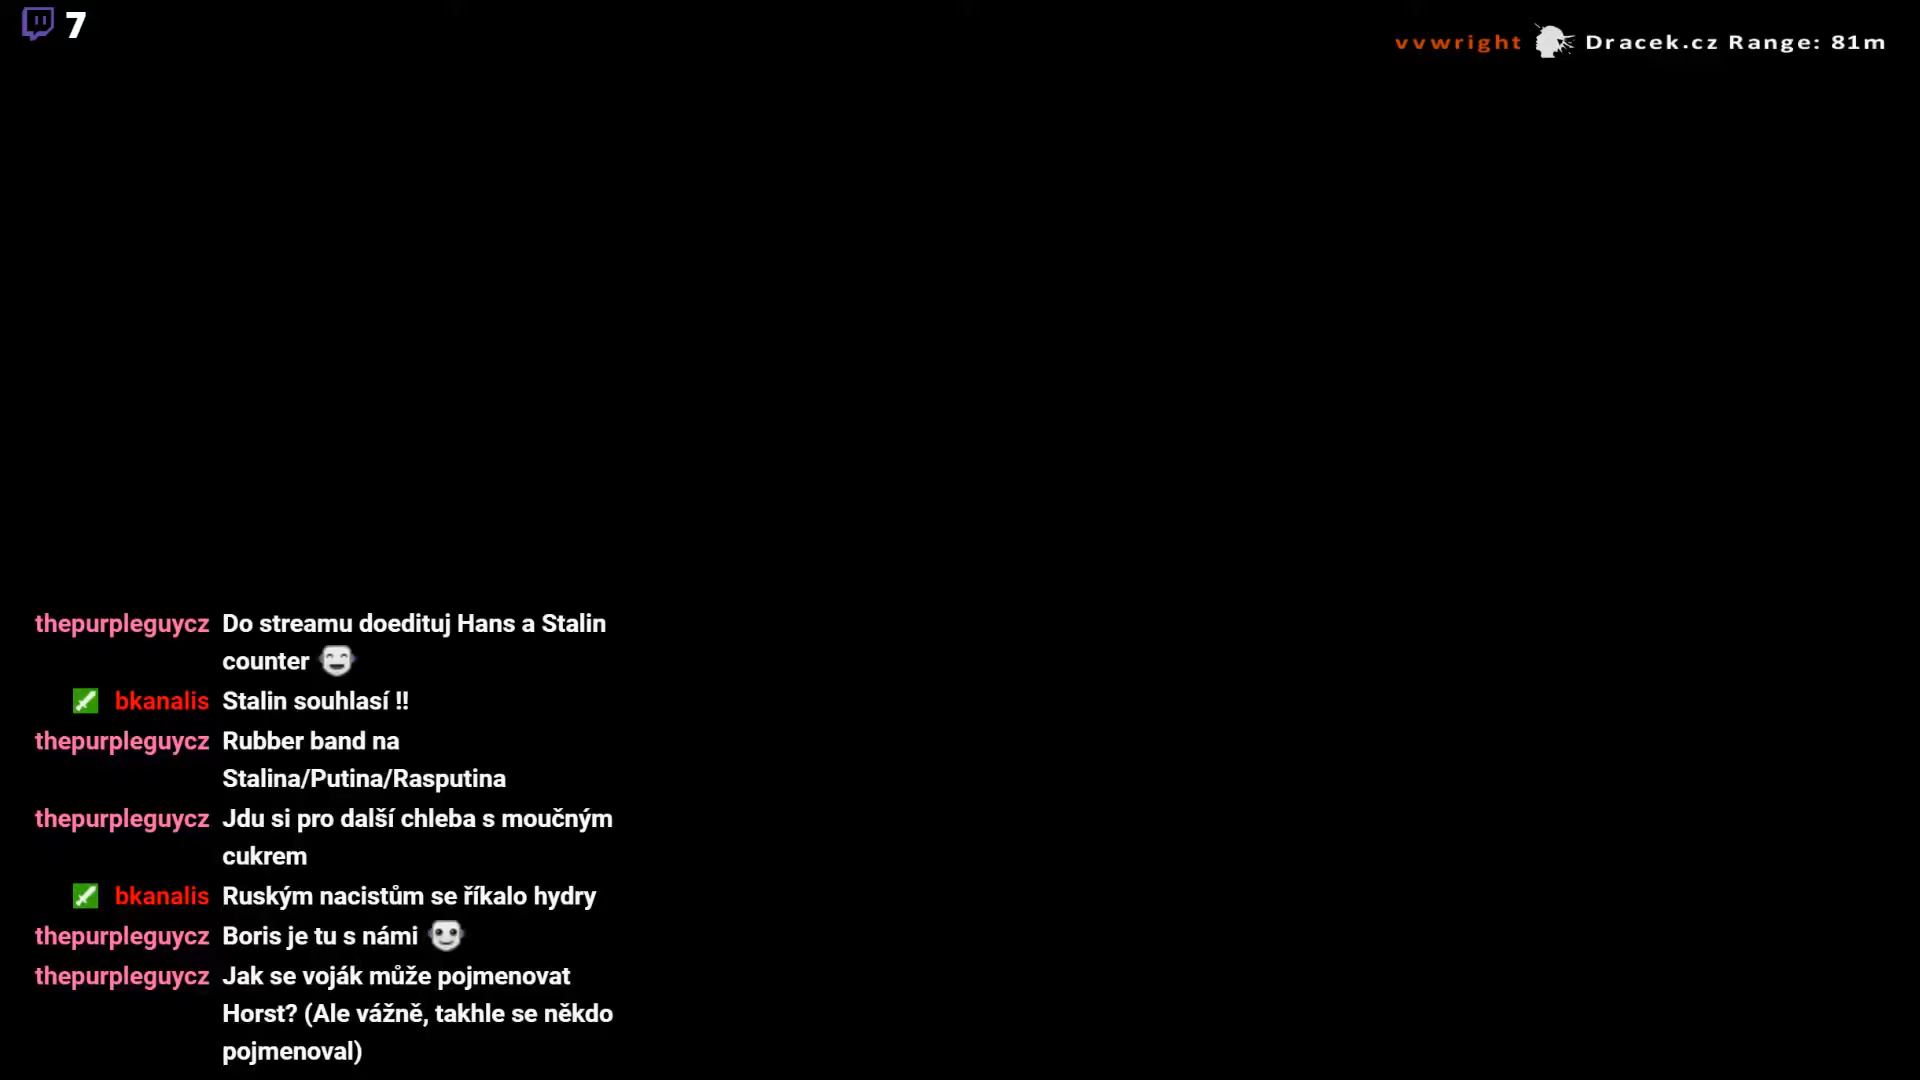 7
vvwright Dracek.cz Range: 81m
thepurpleguycz Do streamu doedituj Hans a Stalin
counter
bkanalis Stalin souhlasí !!
thepurpleguycz Rubber band na
Stalina/Putina/Rasputina
thepurpleguycz Jdu si pro další chleba s moučným
cukrem
bkanalis Ruským nacistům se říkalo hydry
thepurpleguycz Boris je tu s námi
thepurpleguycz Jak se voják může pojmenovat
Horst? (Ale vážně, takhle se někdo
pojmenoval)